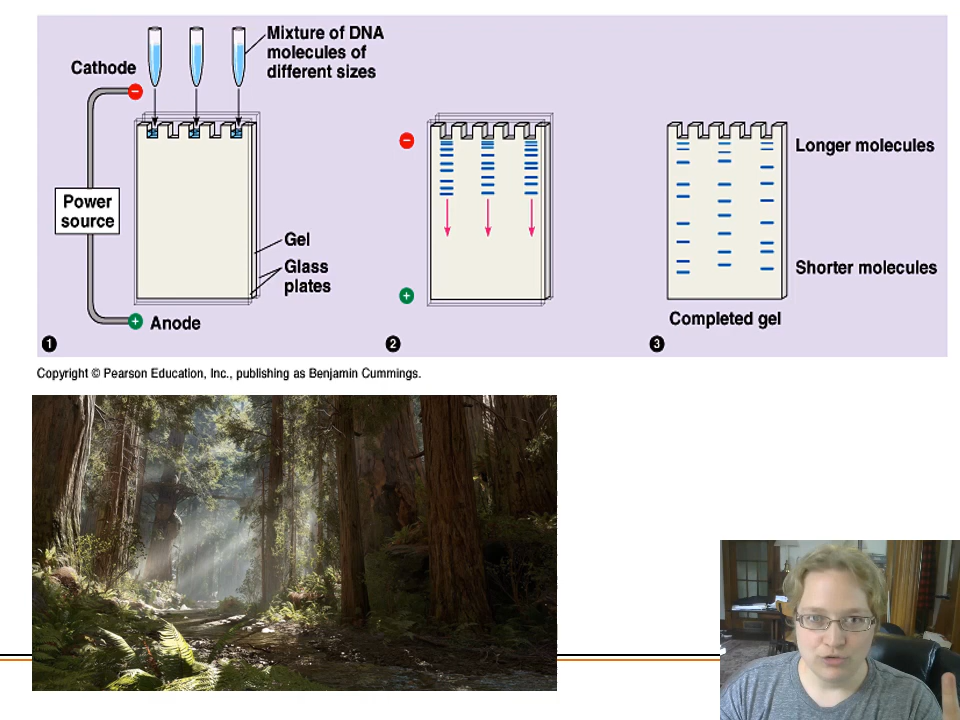 Mixture of DNA
molecules of
different sizes
Cathode
−
Power
source
Gel
Glass
plates
+
Anode
1
−
+
2
Longer molecules
Shorter molecules
Completed gel
3
Copyright © Pearson Education, Inc., publishing as Benjamin Cummings.